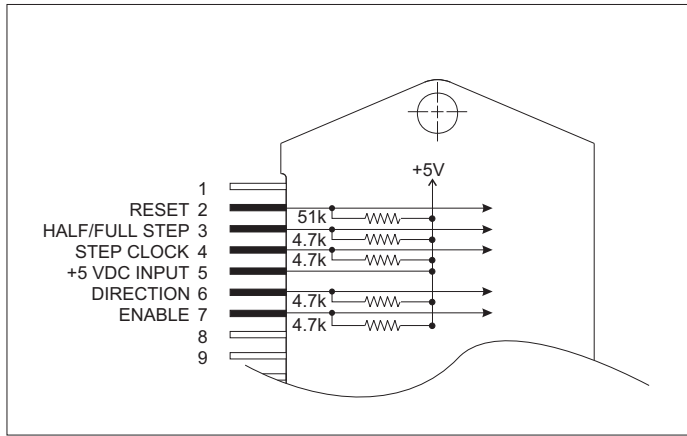 +5V
1
RESET 2
51k
HALF/FULL STEP 3
4.7k
STEP CLOCK 4
4.7k
+5 VDC INPUT 5
DIRECTION 6
4.7k
ENABLE 7
4.7k
8
9